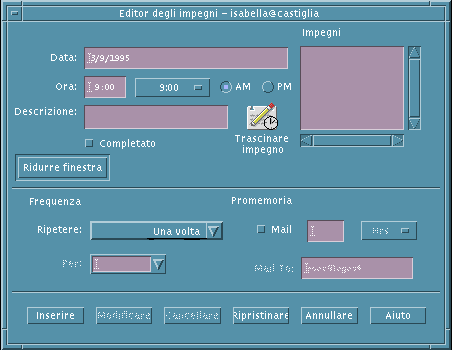 Editor degli impegni – isabella@castiglia
Impegni
Data: 3/9/1995
Ora: 9:00 9:00 AM PM
Descrizione:
Completato
Trascinare
impegno
Ridurre finestra
Frequenza Promemoria
Ripetere: Una volta Mail Hrs
Per:
Mail To:
Inserire Modificare Cancellare Ripristinare Annullare Aiuto